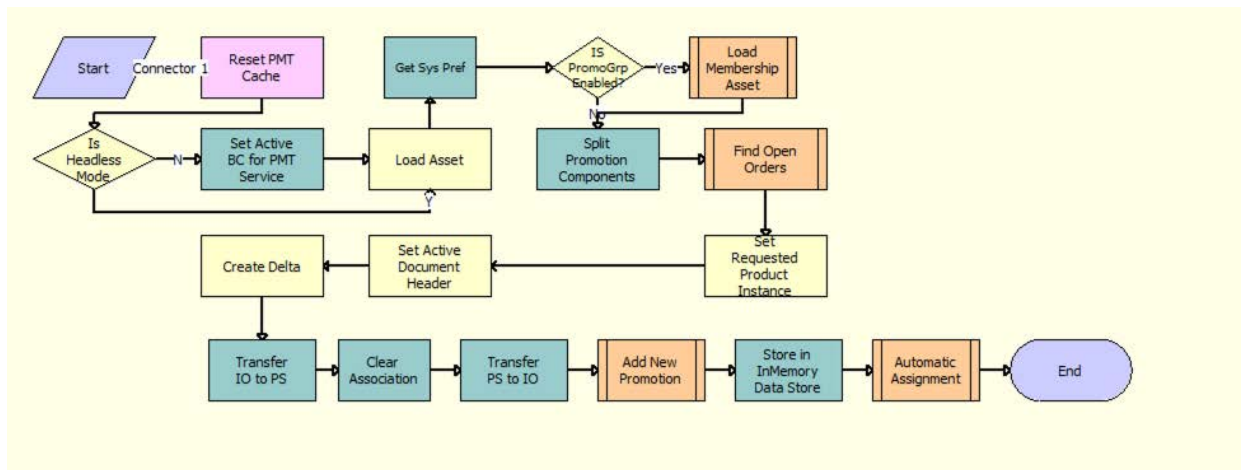 Start
Connector 1
Reset PMT
Cache
Get Sys Pref
IS
PromoGrp
Enabled?
Yes
Load
Membership
Asset
No
Is
Headless
Mode
N
Set Active
BC for PMT
Service
Load Asset
Y
Split
Promotion
Components
Find Open
Orders
Create Delta
Set Active
Document
Header
Set
Requested
Product
Instance
Transfer
IO to PS
Clear
Association
Transfer
PS to IO
Add New
Promotion
Store in
InMemory
Data Store
Automatic
Assignment
End